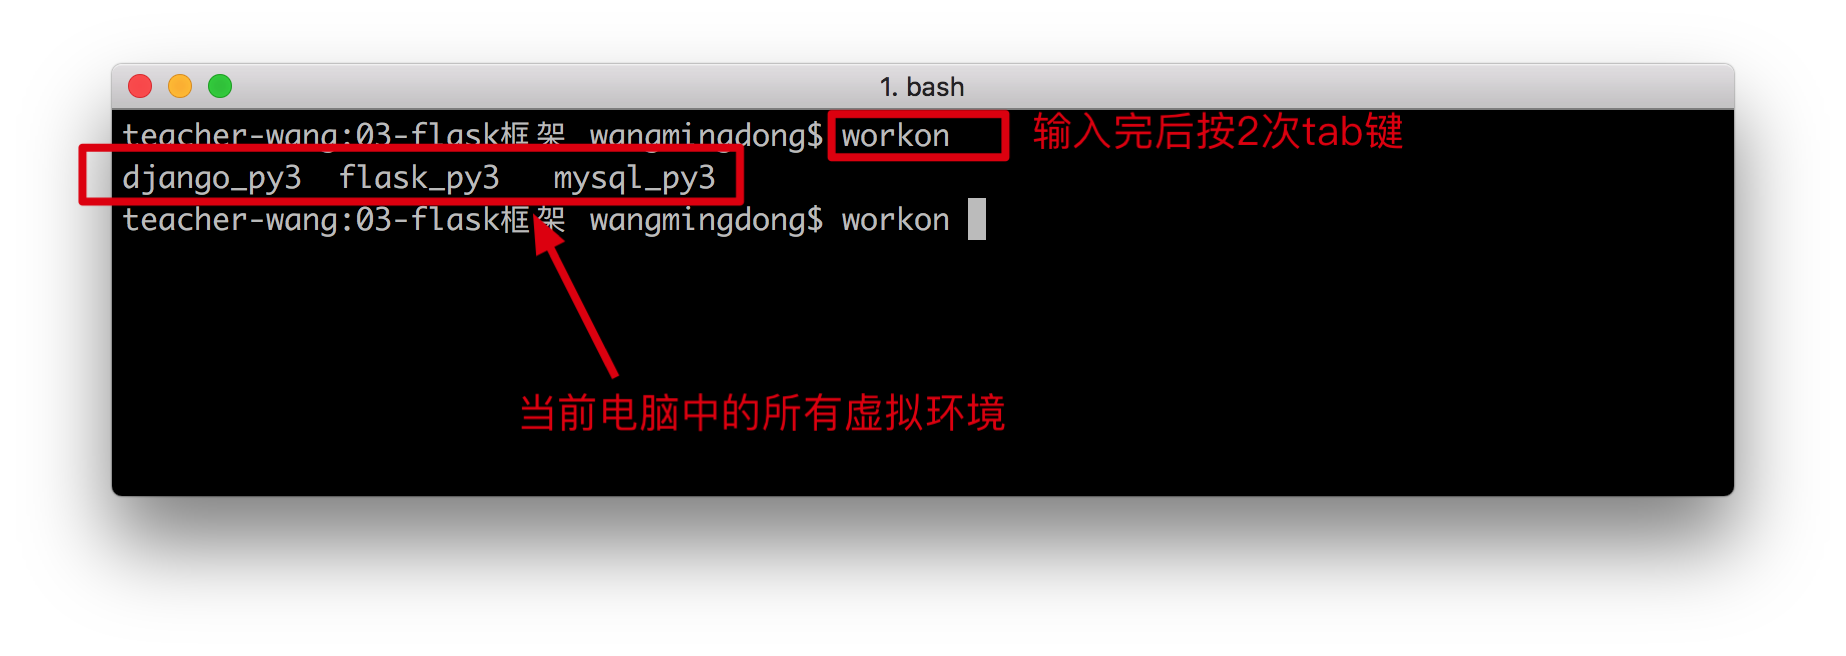 1. bash
teacher-wang:03-flask框架 wangmingdong$ workon 输入完后按2次tab键
django_py3 flask_py3 mysql_py3
teacher-wang:03-flask框架 wangmingdong$ workon
当前电脑中的所有虚拟环境